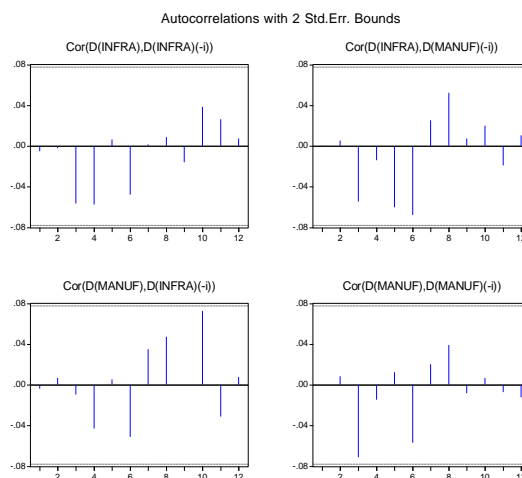 Autocorrelations with 2 Std.Err. Bounds
Cor(D(INFRA),D(INFRA)(-i))
Cor(D(INFRA),D(MANUF)(-i))
.08
.04
.00
-.04
-.08
2 4 6 8 10 12
.08
.04
.00
-.04
-.08
2 4 6 8 10 12
Cor(D(MANUF),D(INFRA)(-i))
Cor(D(MANUF),D(MANUF)(-i))
.08
.04
.00
-.04
-.08
2 4 6 8 10 12
.08
.04
.00
-.04
-.08
2 4 6 8 10 12